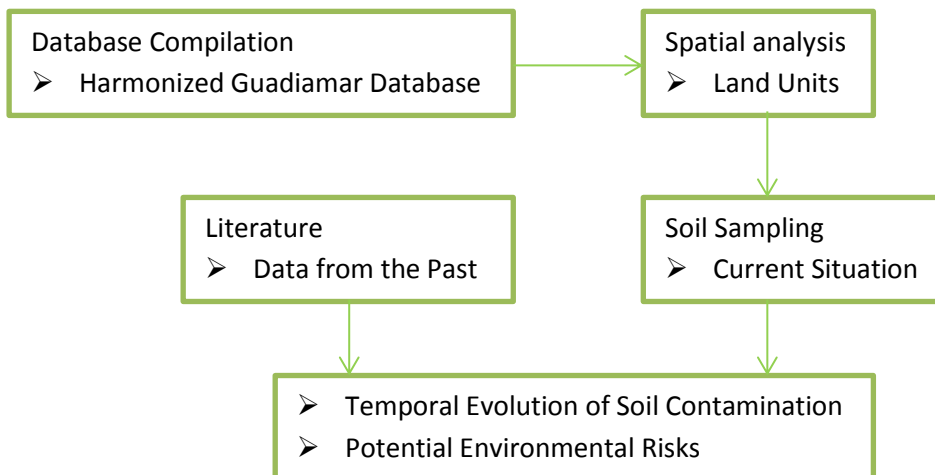 Database Compilation
➢ Harmonized Guadiamar Database
Spatial analysis
➢ Land Units
Literature
➢ Data from the Past
Soil Sampling
➢ Current Situation
➢ Temporal Evolution of Soil Contamination
➢ Potential Environmental Risks